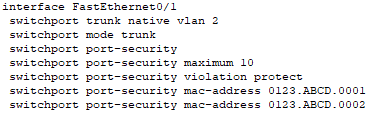 interface FastEthernet0/1
switchport trunk native vlan 2
switchport mode trunk
switchport port-security
switchport port-security maximum 10
switchport port-security violation protect
switchport port-security mac-address 0123.ABCD.0001
switchport port-security mac-address 0123.ABCD.0002